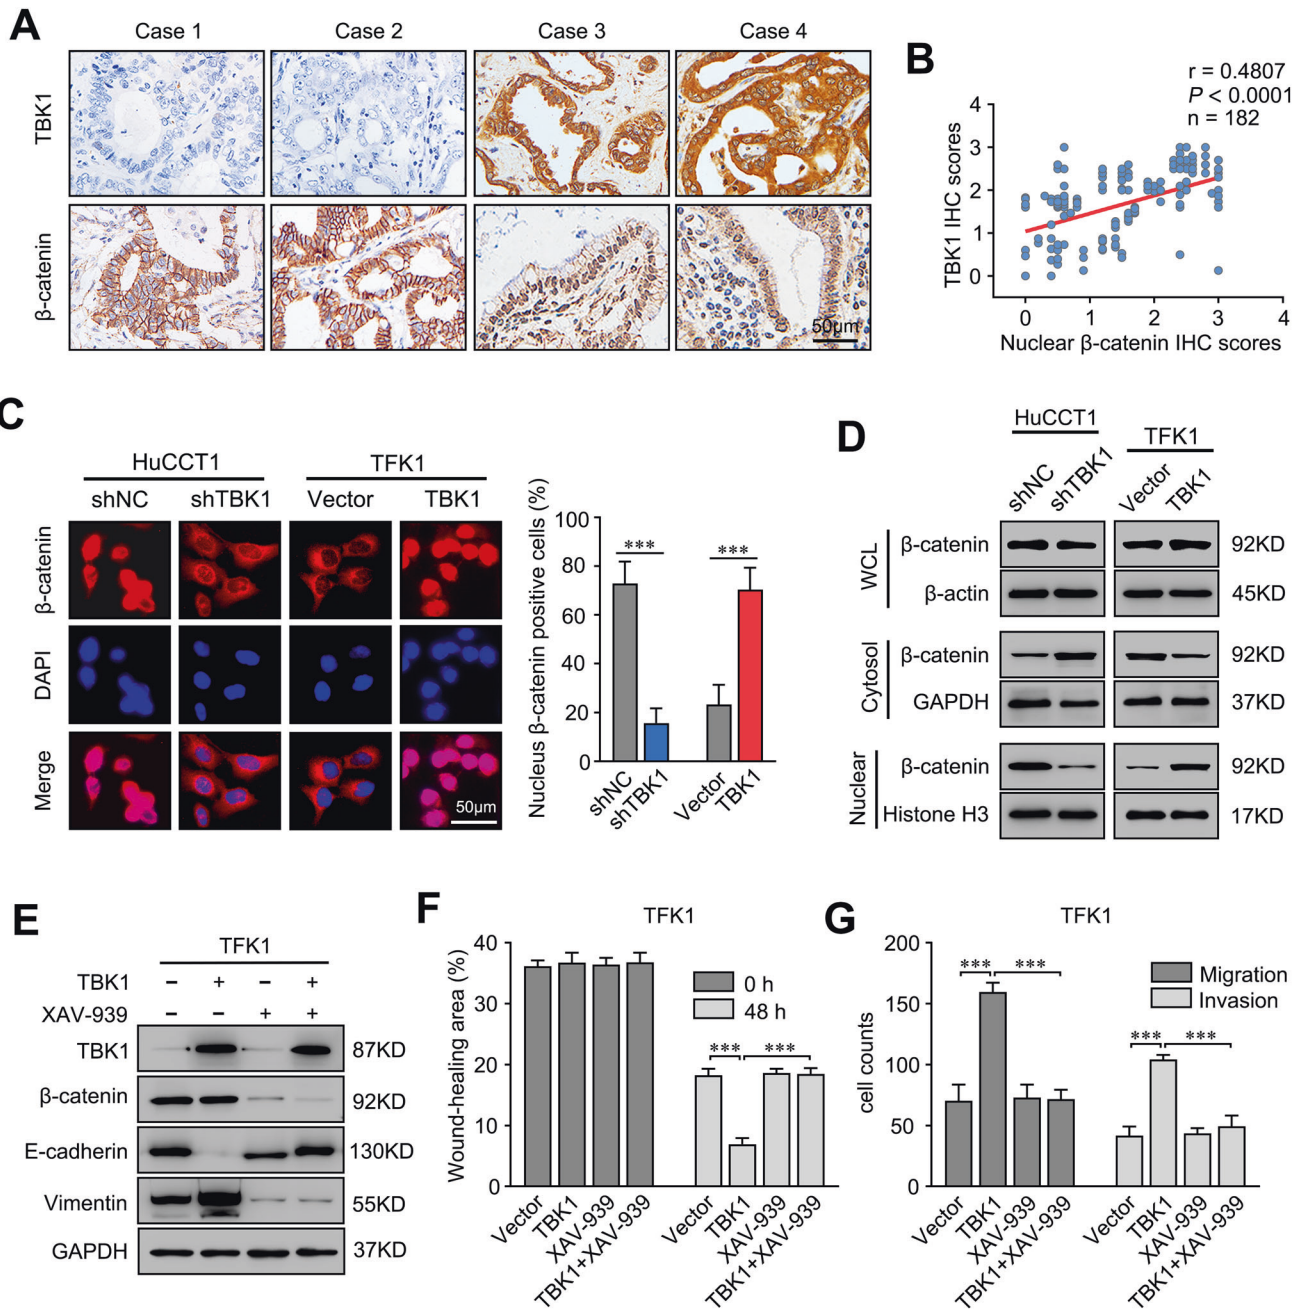 A
Case 1 Case 2 Case 3 Case 4
TBK1
β-catenin
50μm
B
r = 0.4807
P < 0.0001
n = 182
TBK1 IHC scores
4
3
2
1
0
0 1 2 3 4
Nuclear β-catenin IHC scores
C
HuCCT1 TFK1
shNC shTBK1 Vector TBK1
β-catenin
DAPI
Merge
50μm
Nucleus β-catenin positive cells (%)
100
80
60
40
20
0
*** ***
shNC shTBK1 Vector TBK1
D
HuCCT1 TFK1
shNC shTBK1 Vector TBK1
WCL
β-catenin 92KD
β-actin 45KD
Cytosol
β-catenin 92KD
GAPDH 37KD
Nuclear
β-catenin 92KD
Histone H3 17KD
E
TFK1
TBK1 − + − +
XAV-939 − − + +
TBK1 87KD
β-catenin 92KD
E-cadherin 130KD
Vimentin 55KD
GAPDH 37KD
F
TFK1
Wound-healing area (%)
40
30
20
10
0
0 h
48 h
*** ***
Vector TBK1 XAV-939 TBK1+XAV-939 Vector TBK1 XAV-939 TBK1+XAV-939
G
TFK1
cell counts
200
150
100
50
0
Migration
Invasion
*** ***
*** ***
Vector TBK1 XAV-939 TBK1+XAV-939 Vector TBK1 XAV-939 TBK1+XAV-939